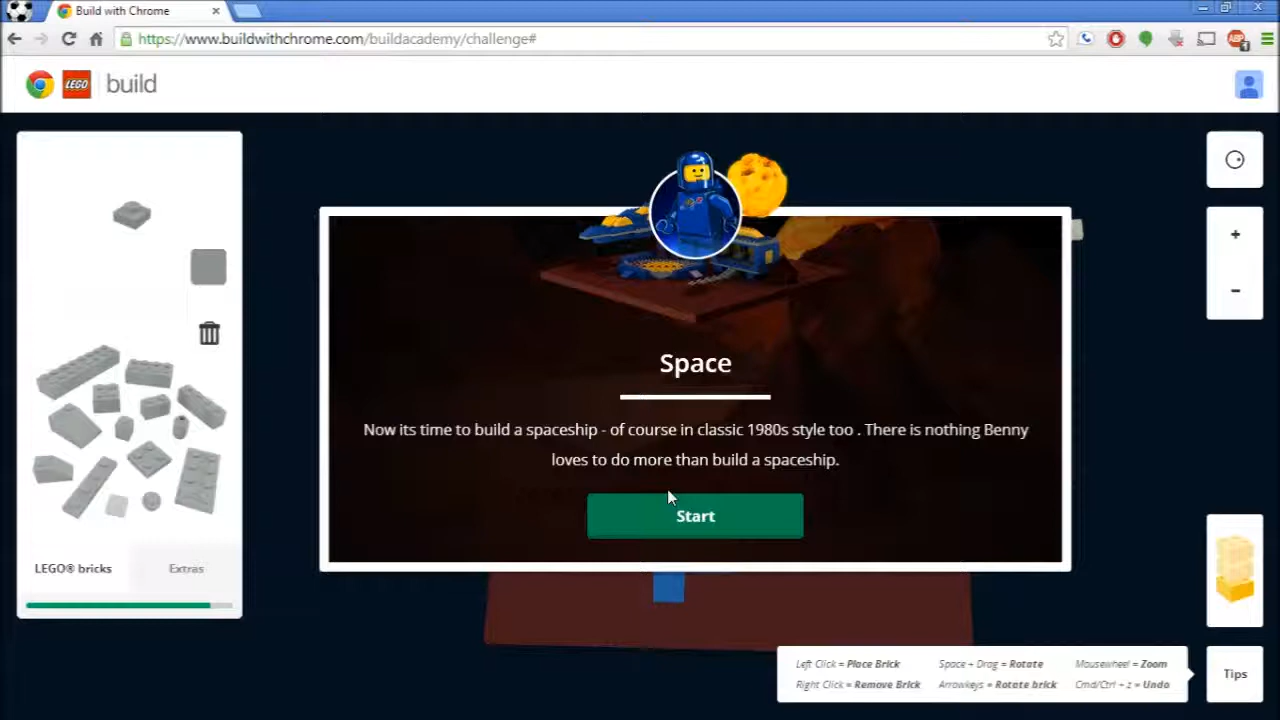 Build with Chrome
https://www.buildwithchrome.com/buildacademy/challenge#
ABP
1
LEGO
build
Space
Now its time to build a spaceship - of course in classic 1980s style too . There is nothing Benny
loves to do more than build a spaceship.
Start
LEGO® bricks
Extras
+
-
Left Click = Place Brick
Space + Drag = Rotate
Mousewheel = Zoom
Right Click = Remove Brick
Arrowkeys = Rotate brick
Cmd/Ctrl + z = Undo
Tips